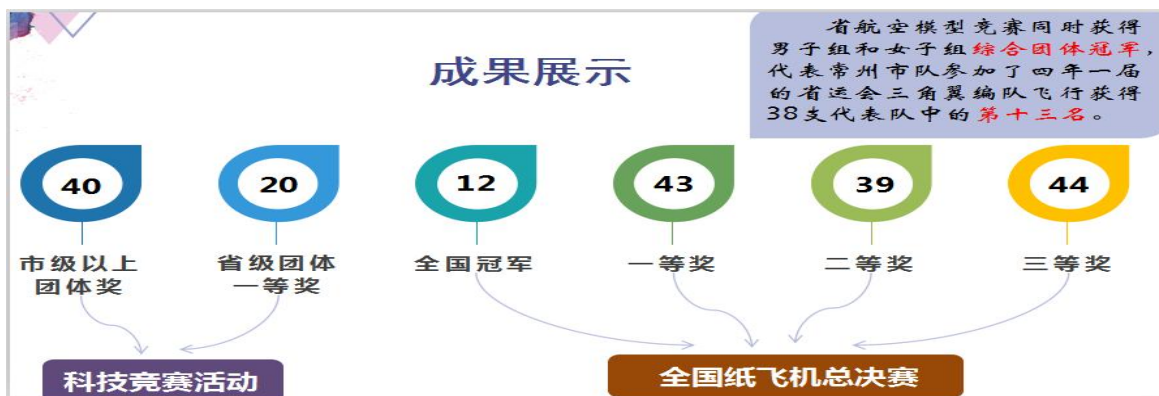 成果展示
省航空模型竞赛同时获得
男子组和女子组综合团体冠军，
代表常州市队参加了四年一届
的省运会三角翼编队飞行获得
38支代表队中的第十三名。
40
20
12
43
39
44
市级以上
团体奖
省级团体
一等奖
全国冠军
一等奖
二等奖
三等奖
科技竞赛活动
全国纸飞机总决赛